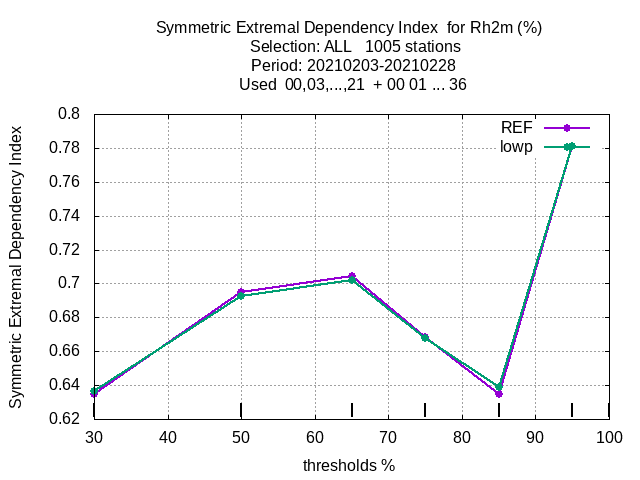 Symmetric Extremal Dependency Index  for Rh2m (%)
Selection: ALL   1005 stations
Period: 20210203-20210228
Used  00,03,...,21  + 00 01 ... 36
Symmetric Extremal Dependency Index
0.8
0.78
0.76
0.74
0.72
0.7
0.68
0.66
0.64
0.62
REF
lowp
30 40 50 60 70 80 90 100
thresholds %